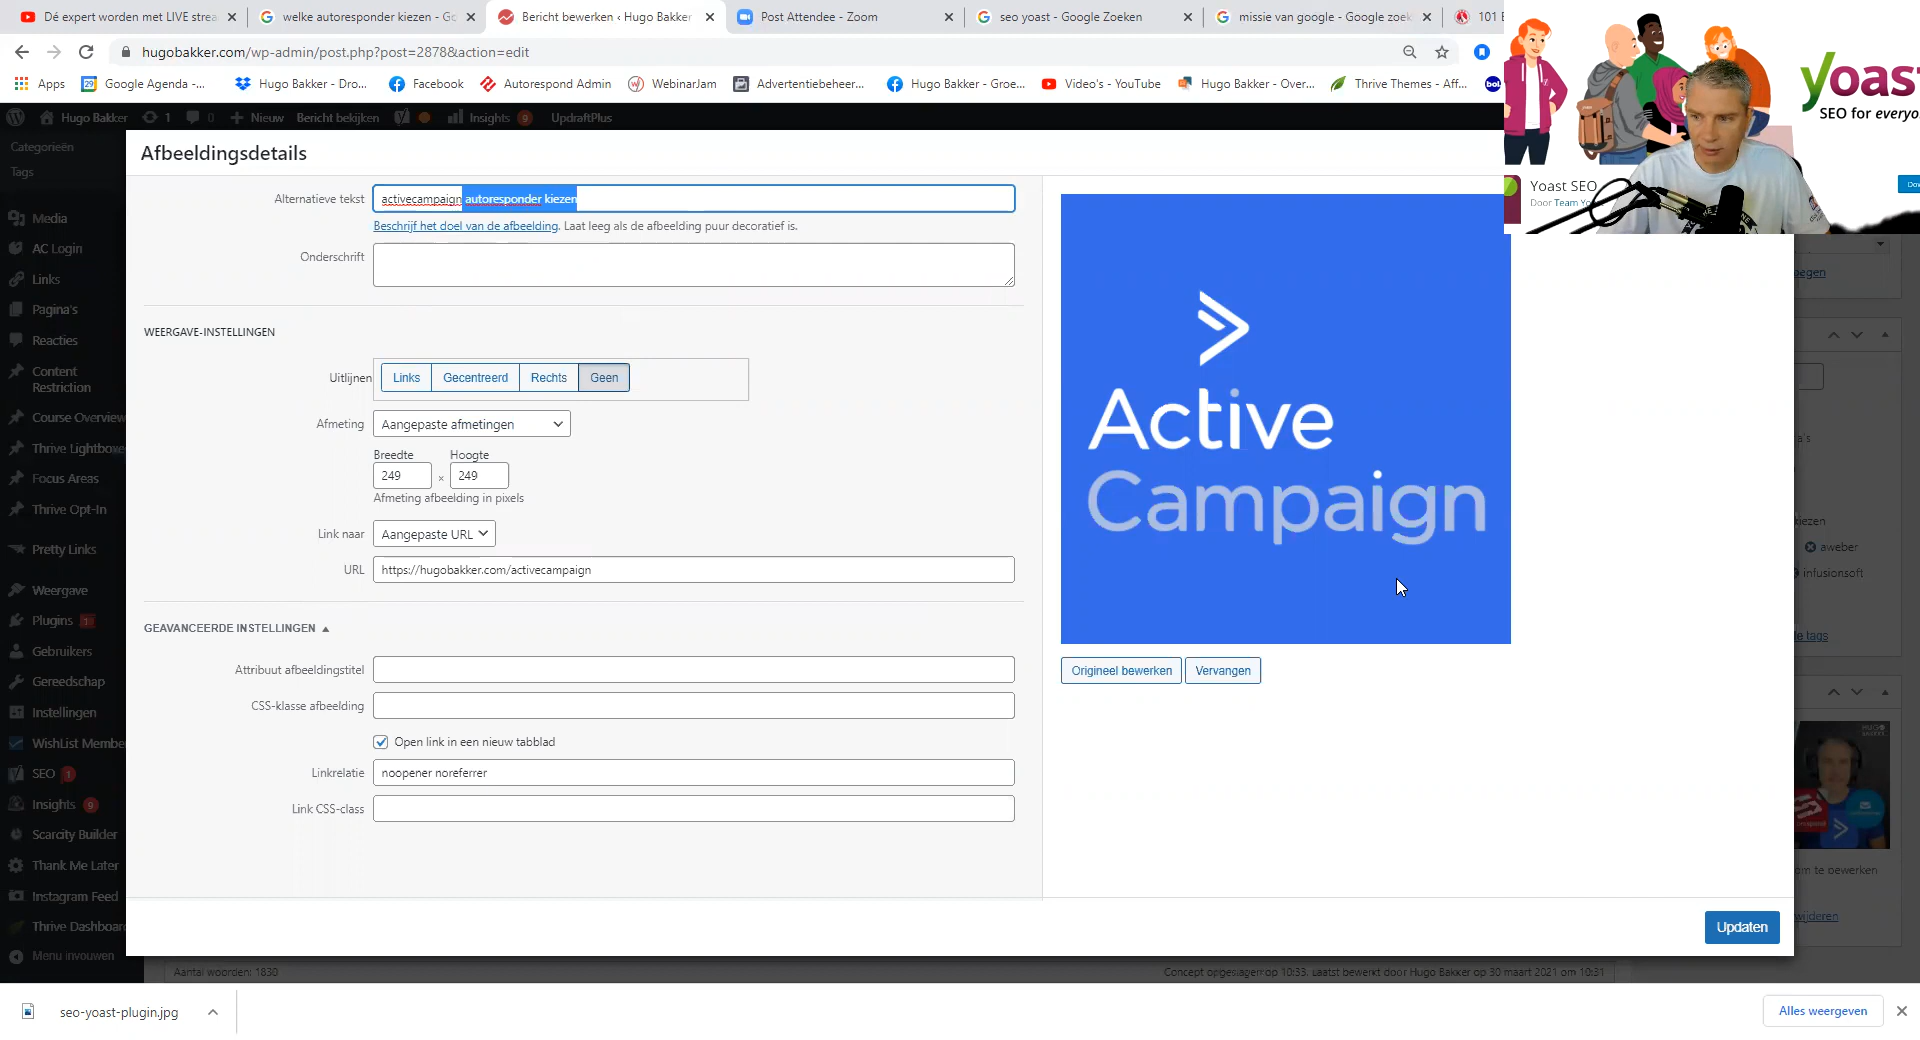 Dé expert worden met LIVE strea
welke autoresponder kiezen - Go
Bericht bewerken ‹ Hugo Bakker
Post Attendee - Zoom
seo yoast - Google Zoeken
missie van google - Google zoek
hugobakker.com/wp-admin/post.php?post=2878&action=edit
Apps
Google Agenda -...
Hugo Bakker - Dro...
Facebook
Autorespond Admin
WebinarJam
Advertentiebeheer...
Hugo Bakker - Groe...
Video's - YouTube
Hugo Bakker - Over...
Thrive Themes - Aff...
yoas
SEO for everyo
Yoast SEO
Door Team Yo
Hugo Bakker
1
0
Nieuw
Bericht bekijken
Insights
9
UpdraftPlus
Categorieën
Tags
Media
AC Login
Links
Pagina's
Reacties
Content
Restriction
Course Overview
Thrive Lightboxe
Focus Areas
Thrive Opt-In
Pretty Links
Weergave
Plugins
Gebruikers
Gereedschap
Instellingen
WishList Membe
SEO 1
Insights 9
Scarcity Builder
Thank Me Later
Instagram Feed
Thrive Dashboar
Menu invouwen
Afbeeldingsdetails
Alternatieve tekst
activecampaign autoresponder kiezen
Beschrijf het doel van de afbeelding. Laat leeg als de afbeelding puur decoratief is.
Onderschrift
WEERGAVE-INSTELLINGEN
Uitlijnen
Links
Gecentreerd
Rechts
Geen
Afmeting
Aangepaste afmetingen
Breedte
Hoogte
249
×
249
Afmeting afbeelding in pixels
Link naar
Aangepaste URL
URL
https://hugobakker.com/activecampaign
GEAVANCEERDE INSTELLINGEN
Attribuut afbeeldingstitel
CSS-klasse afbeelding
Open link in een nieuw tabblad
Linkrelatie
noopener noreferrer
Link CSS-class
Active
Campaign
Origineel bewerken
Vervangen
Updaten
aweber
infusionsoft
le tags
om te bewerken
wijderen
Aantal woorden: 1830
Concept opgeslagen op 10:33. Laatst bewerkt door Hugo Bakker op 30 maart 2021 om 10:31
seo-yoast-plugin.jpg
Alles weergeven